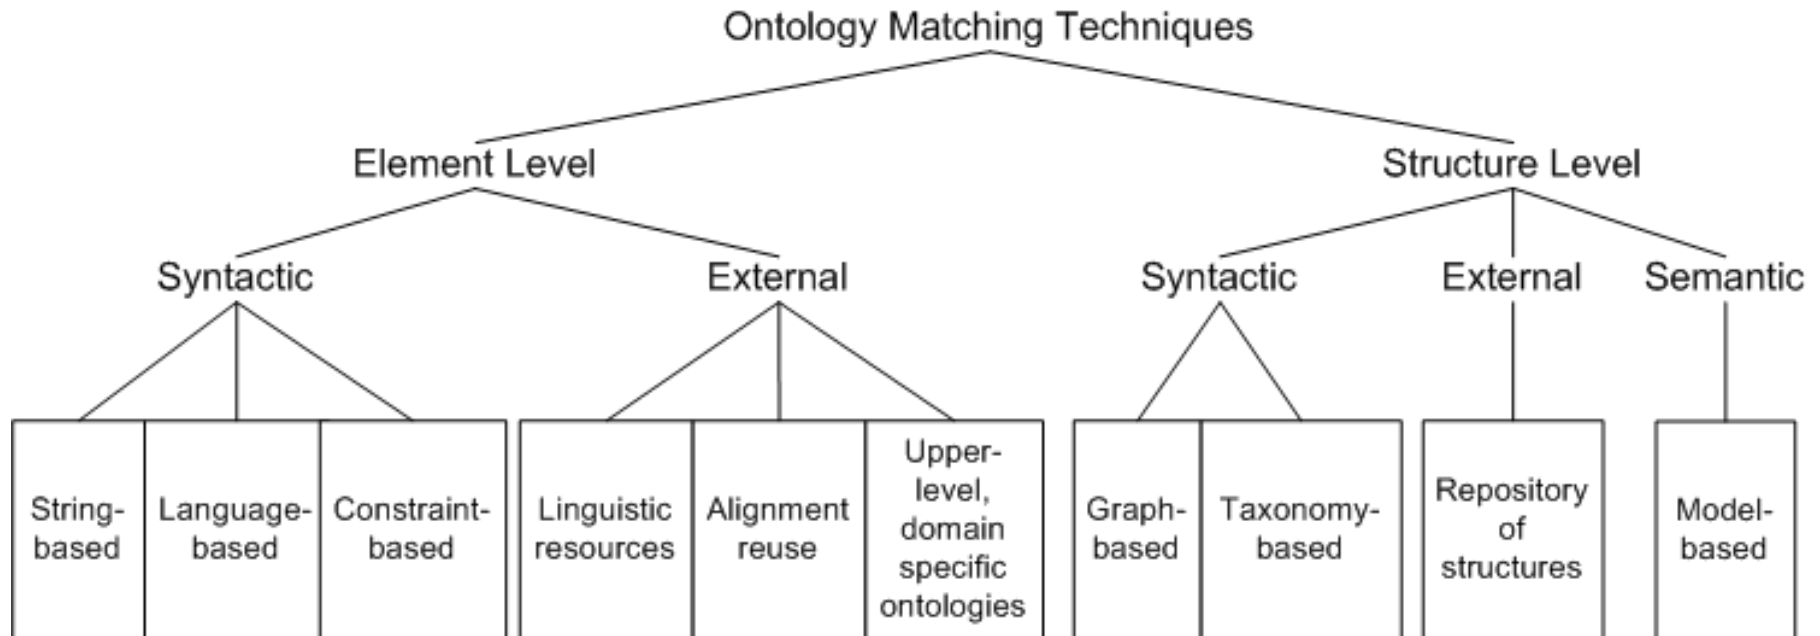 Ontology Matching Techniques
Element Level
Structure Level
Syntactic
External
Syntactic
External
Semantic
String-
based
Language-
based
Constraint-
based
Linguistic
resources
Alignment
reuse
Upper-
level,
domain
specific
ontologies
Graph-
based
Taxonomy-
based
Repository
of
structures
Model-
based